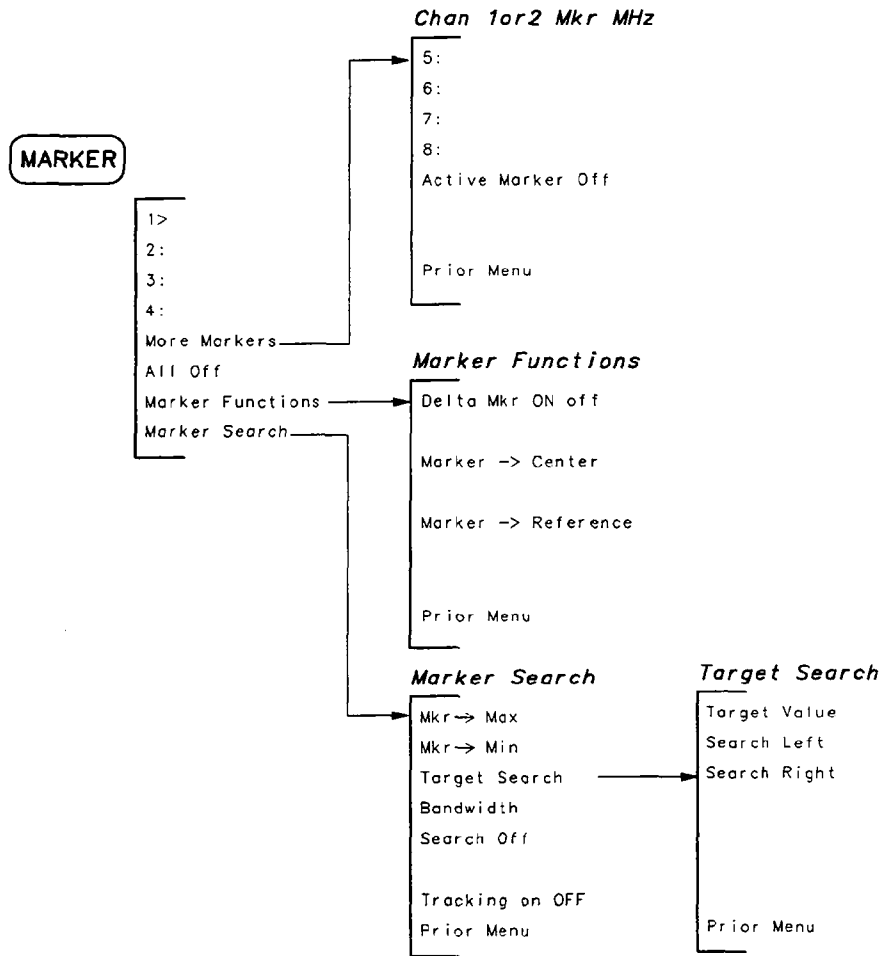 MARKER
1>
2:
3:
4:
More Markers
All Off
Marker Functions
Marker Search
Chan 1or2 Mkr MHz
5:
6:
7:
8:
Active Marker Off
Prior Menu
Marker Functions
Delta Mkr ON off
Marker -> Center
Marker -> Reference
Prior Menu
Marker Search
Mkr→ Max
Mkr→ Min
Target Search
Bandwidth
Search Off
Tracking on OFF
Prior Menu
Target Search
Target Value
Search Left
Search Right
Prior Menu